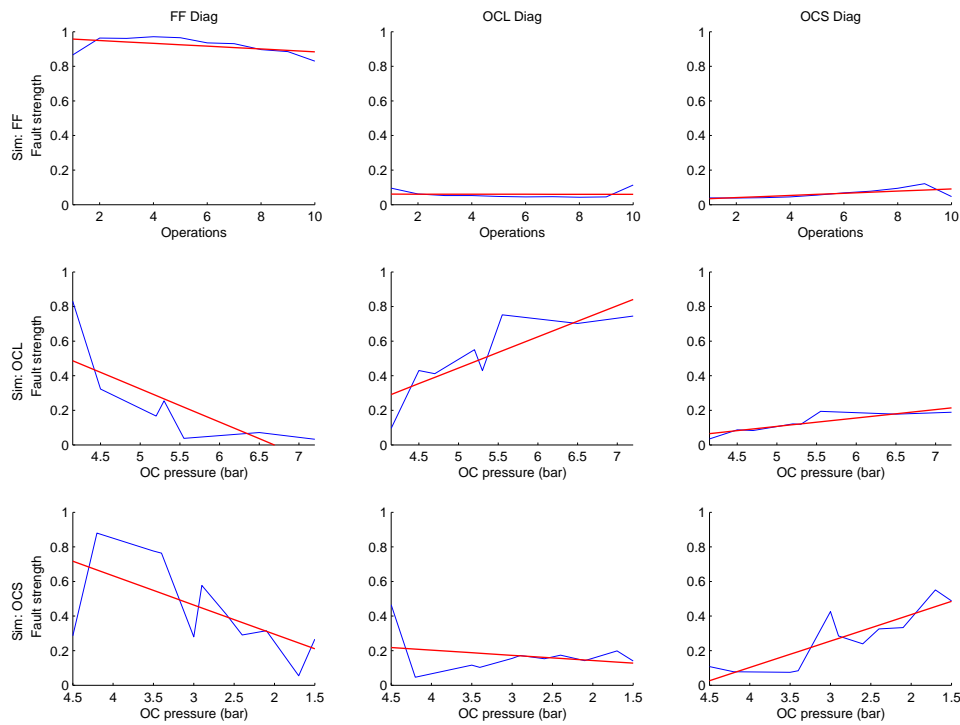 FF Diag
OCL Diag
OCS Diag
Sim: FF
Fault strength
1
0.8
0.6
0.4
0.2
0
2 4 6 8 10
Operations
1
0.8
0.6
0.4
0.2
0
2 4 6 8 10
Operations
1
0.8
0.6
0.4
0.2
0
2 4 6 8 10
Operations
Sim: OCL
Fault strength
1
0.8
0.6
0.4
0.2
0
4.5 5 5.5 6 6.5 7
OC pressure (bar)
1
0.8
0.6
0.4
0.2
0
4.5 5 5.5 6 6.5 7
OC pressure (bar)
1
0.8
0.6
0.4
0.2
0
4.5 5 5.5 6 6.5 7
OC pressure (bar)
Sim: OCS
Fault strength
1
0.8
0.6
0.4
0.2
0
4.5 4 3.5 3 2.5 2 1.5
OC pressure (bar)
1
0.8
0.6
0.4
0.2
0
4.5 4 3.5 3 2.5 2 1.5
OC pressure (bar)
1
0.8
0.6
0.4
0.2
0
4.5 4 3.5 3 2.5 2 1.5
OC pressure (bar)